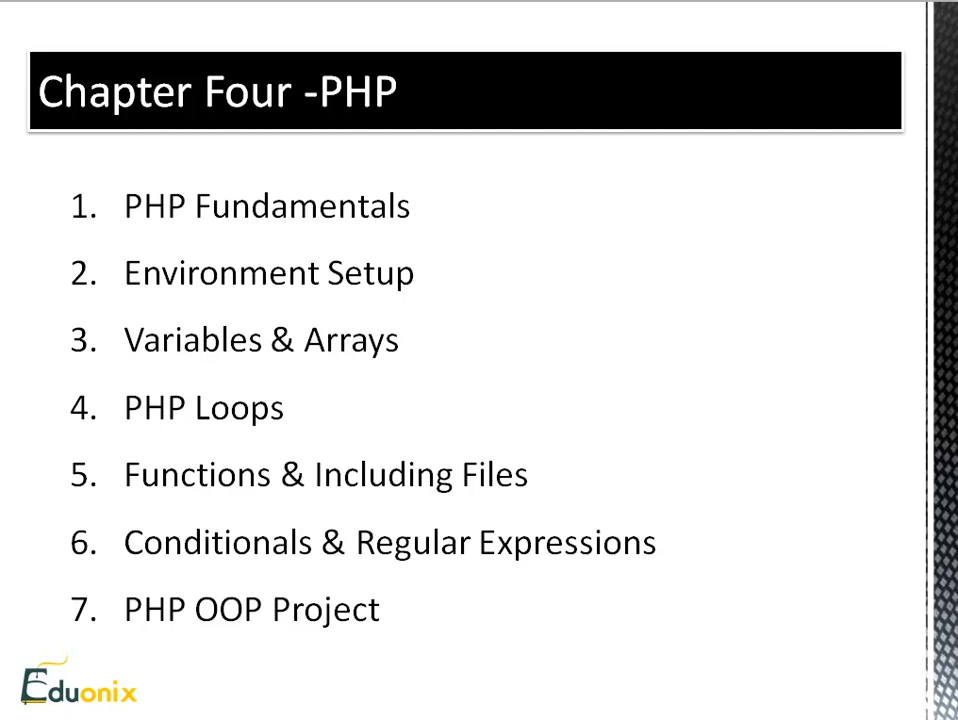 Chapter Four -PHP
1. PHP Fundamentals
2. Environment Setup
3. Variables & Arrays
4. PHP Loops
5. Functions & Including Files
6. Conditionals & Regular Expressions
7. PHP OOP Project
Eduonix